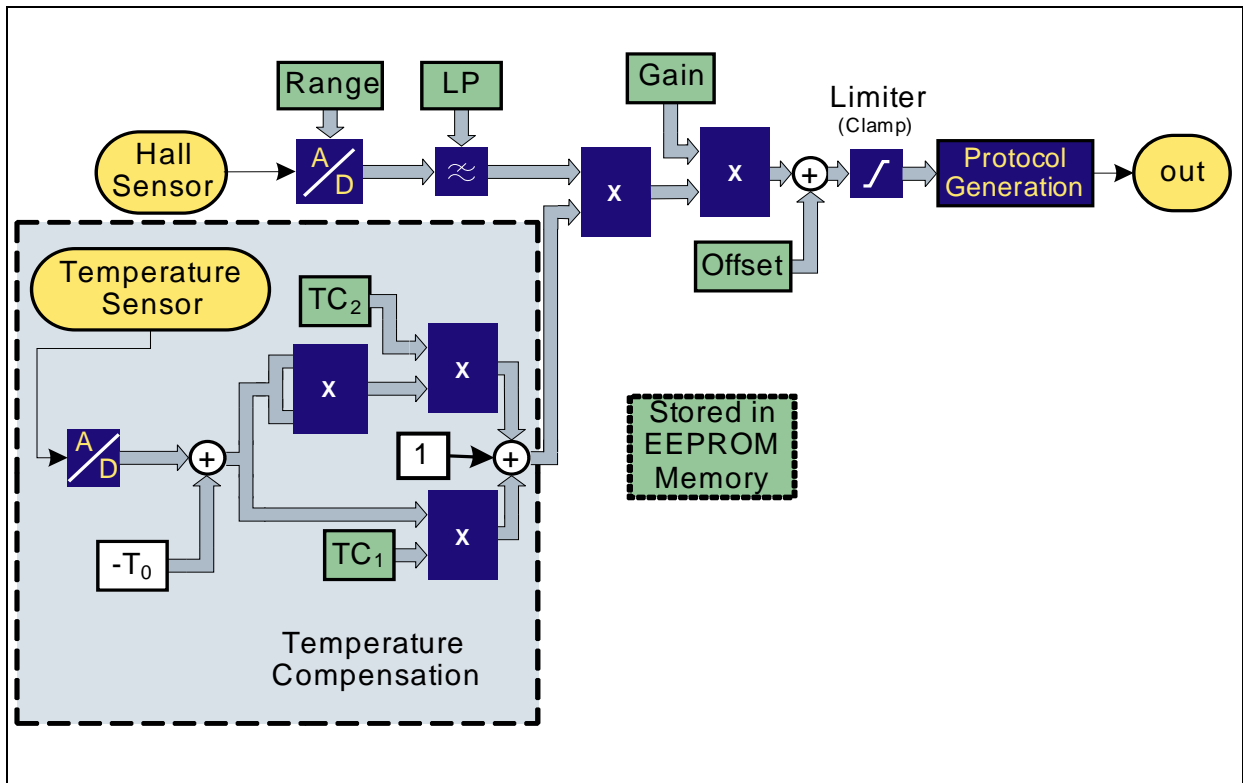 Range
LP
Gain
Limiter
(Clamp)
Hall
Sensor
A
D
X
X
+
Protocol
Generation
out
Offset
Temperature
Sensor
TC₂
X
X
A
D
+
1
+
X
TC₁
-T₀
Stored in
EEPROM
Memory
Temperature
Compensation